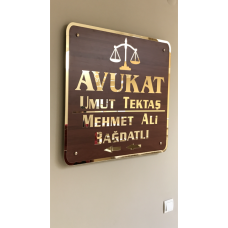 AVUKAT
UMUT TEKTAŞ
MEHMET ALİ
BAĞDATLI